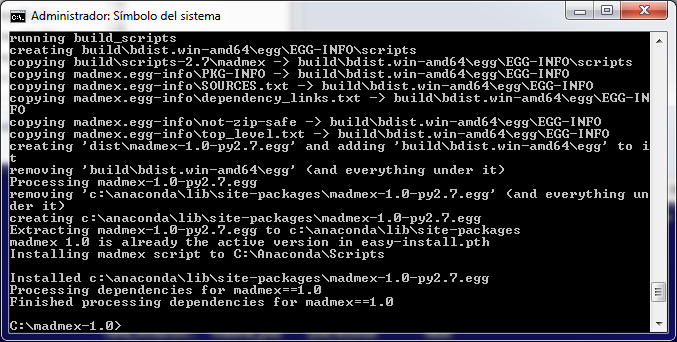 Administrador: Símbolo del sistema
running build_scripts
creating build\bdist.win-amd64\egg\EGG-INFO\scripts
copying build\scripts-2.7\madmex -> build\bdist.win-amd64\egg\EGG-INFO\scripts
copying madmex.egg-info\PKG-INFO -> build\bdist.win-amd64\egg\EGG-INFO
copying madmex.egg-info\SOURCES.txt -> build\bdist.win-amd64\egg\EGG-INFO
copying madmex.egg-info\dependency_links.txt -> build\bdist.win-amd64\egg\EGG-IN
FO
copying madmex.egg-info\not-zip-safe -> build\bdist.win-amd64\egg\EGG-INFO
copying madmex.egg-info\top_level.txt -> build\bdist.win-amd64\egg\EGG-INFO
creating 'dist\madmex-1.0-py2.7.egg' and adding 'build\bdist.win-amd64\egg' to i
t
removing 'build\bdist.win-amd64\egg' (and everything under it)
Processing madmex-1.0-py2.7.egg
removing 'c:\anaconda\lib\site-packages\madmex-1.0-py2.7.egg' (and everything un
der it)
creating c:\anaconda\lib\site-packages\madmex-1.0-py2.7.egg
Extracting madmex-1.0-py2.7.egg to c:\anaconda\lib\site-packages
madmex 1.0 is already the active version in easy-install.pth
Installing madmex script to C:\Anaconda\Scripts
Installed c:\anaconda\lib\site-packages\madmex-1.0-py2.7.egg
Processing dependencies for madmex==1.0
Finished processing dependencies for madmex==1.0
C:\madmex-1.0>